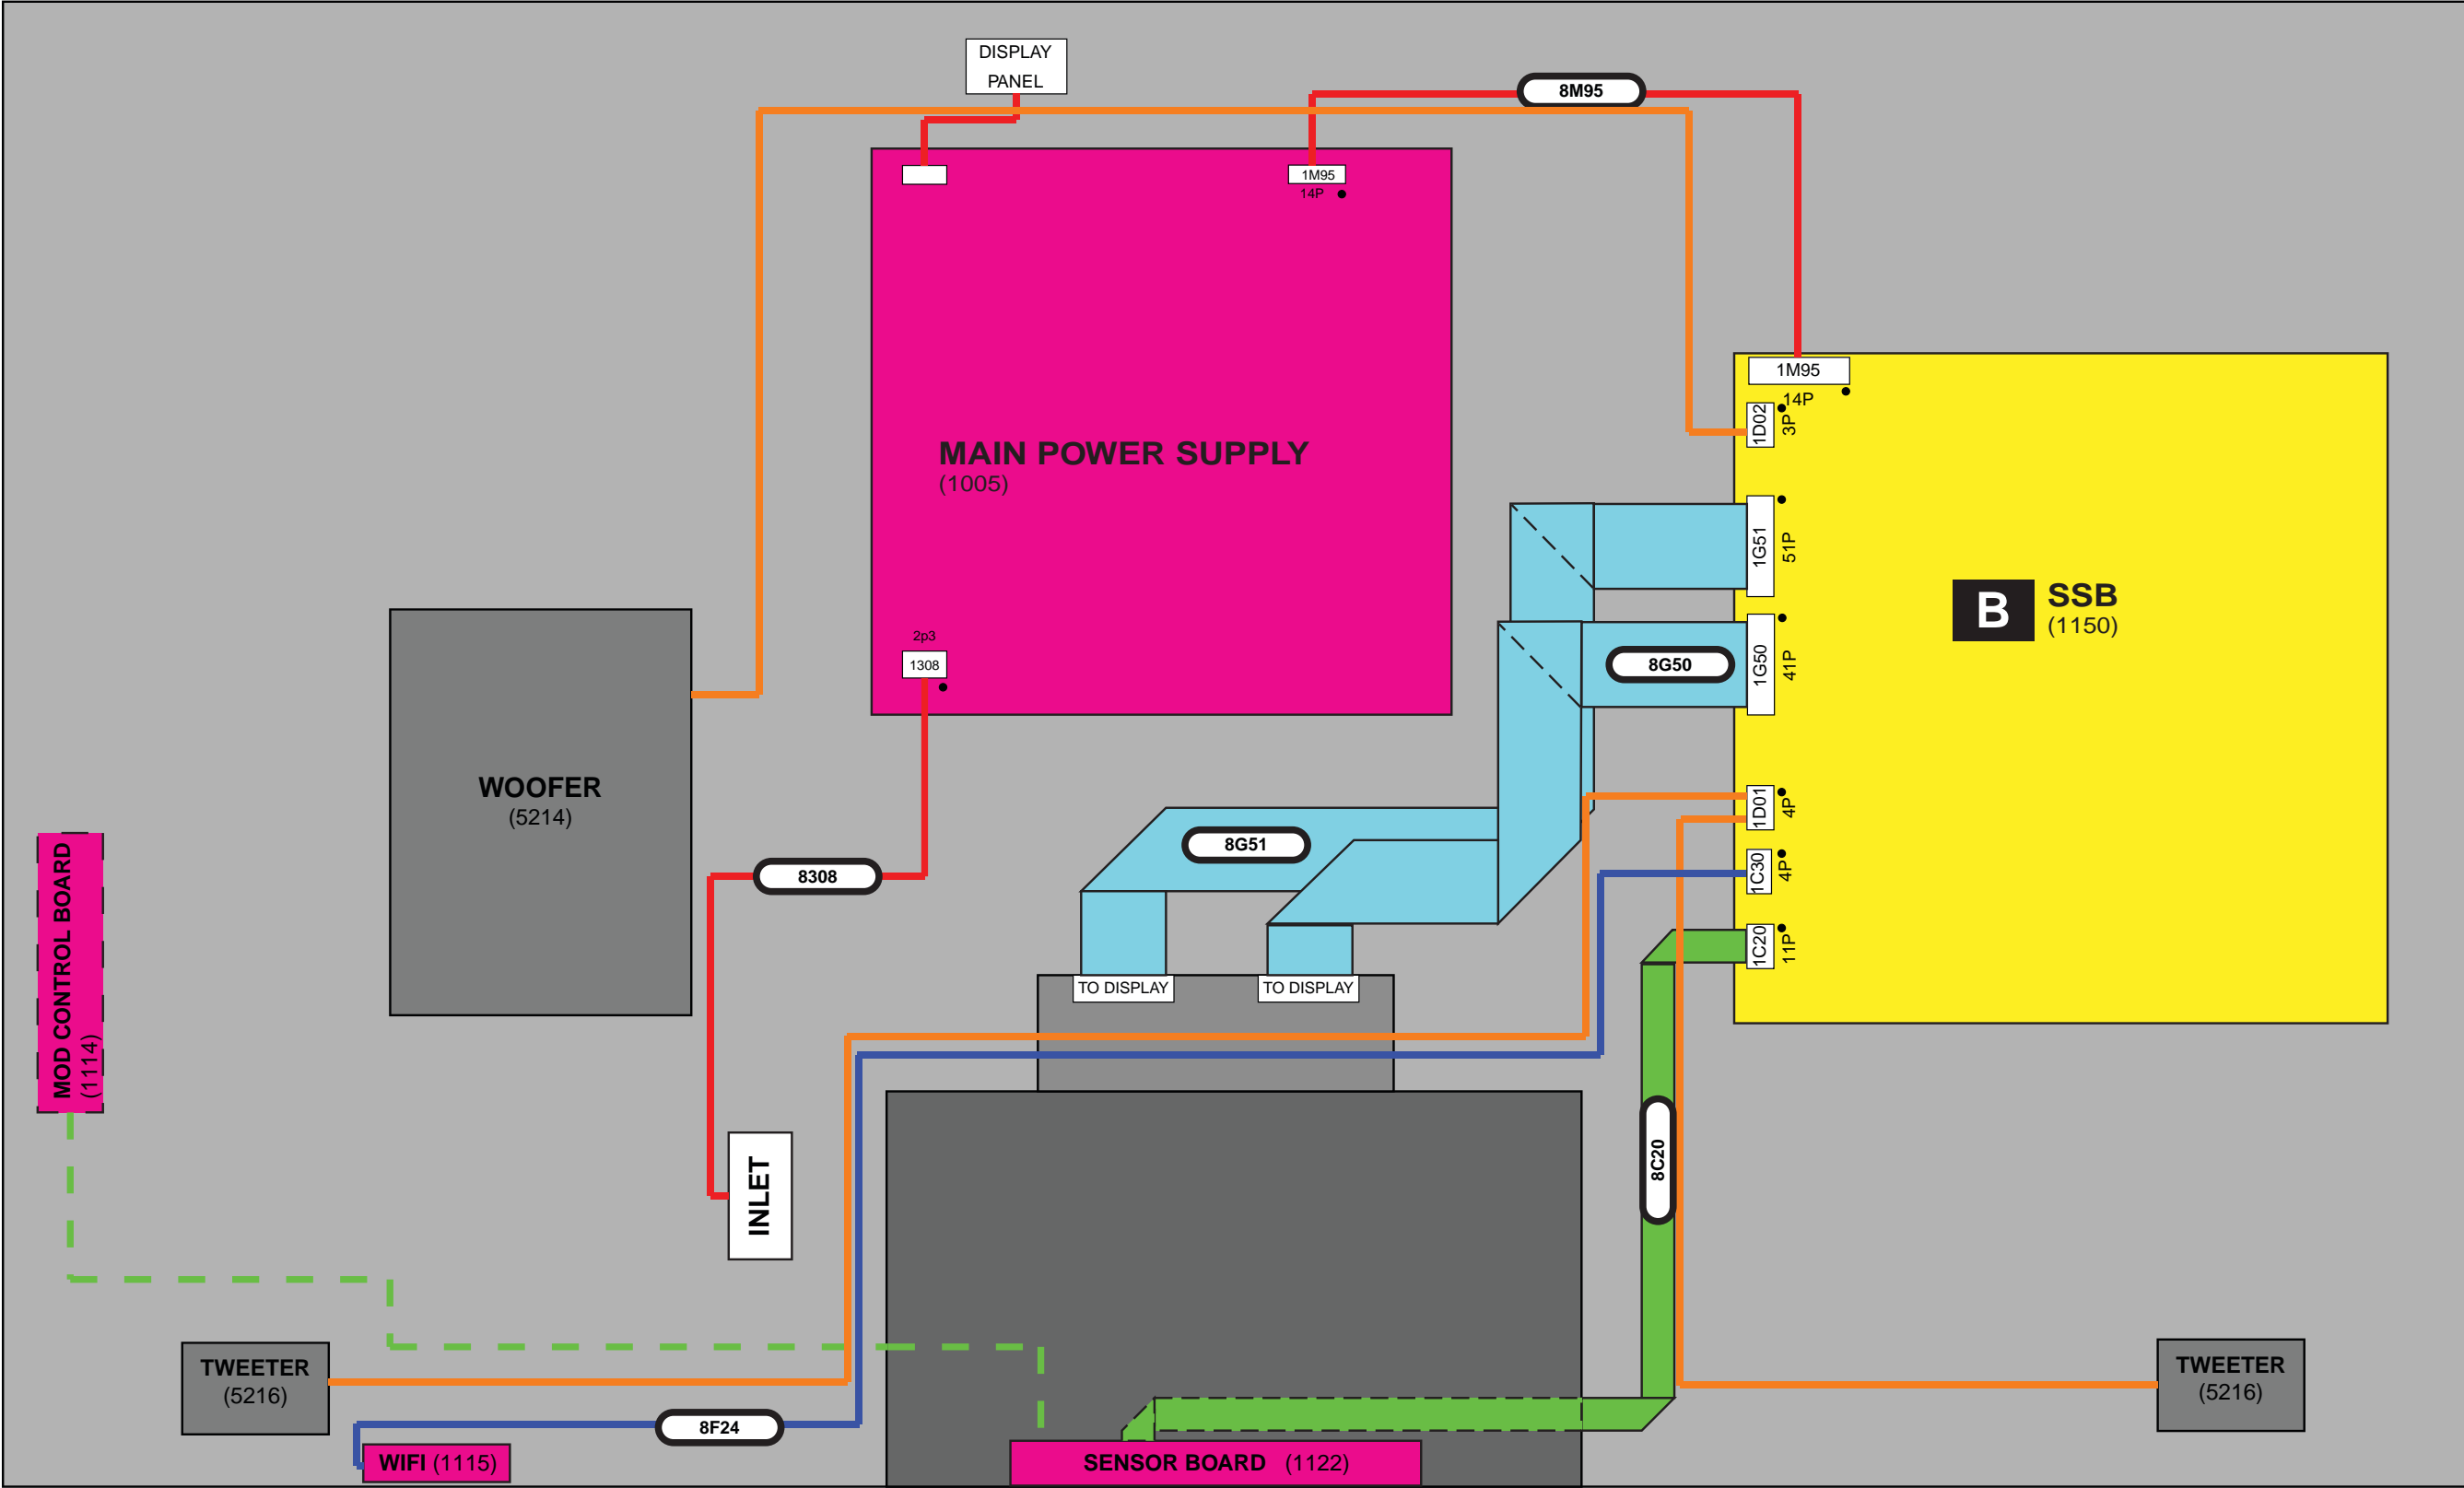 DISPLAY
PANEL
8M95
1M95
14P
1M95
14P
1D02
3P
MAIN POWER SUPPLY
(1005)
1G51
51P
B
SSB
(1150)
2p3
1308
8G50
1G50
41P
WOOFER
(5214)
1D01
4P
8G51
8308
1C30
4P
MOD CONTROL BOARD
(1114)
1C20
11P
TO DISPLAY
TO DISPLAY
8C20
INLET
TWEETER
(5216)
TWEETER
(5216)
8F24
WIFI (1115)
SENSOR BOARD (1122)